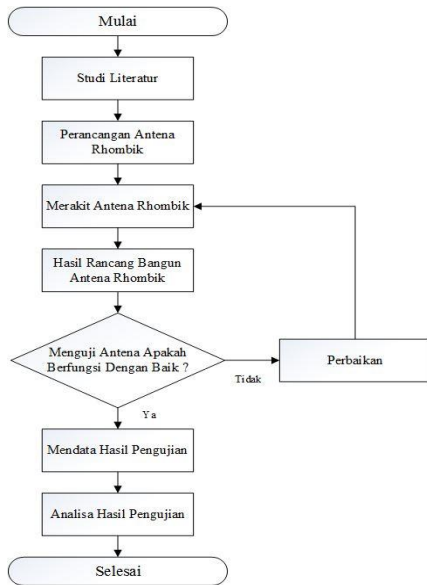 Mulai
Studi Literatur
Perancangan Antena
Rhombik
Merakit Antena Rhombik
Hasil Rancang Bangun
Antena Rhombik
Menguji Antena Apakah
Berfungsi Dengan Baik ?
Tidak
Perbaikan
Ya
Mendata Hasil Pengujian
Analisa Hasil Pengujian
Selesai